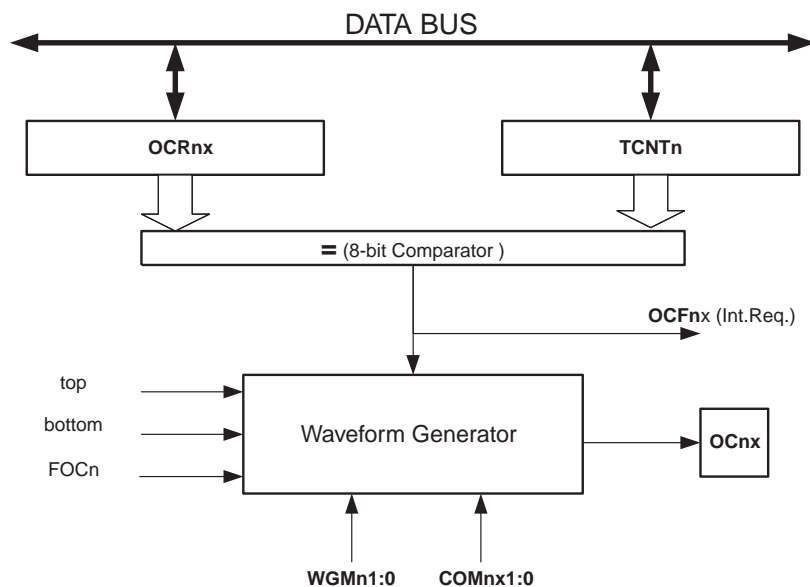 DATA BUS
OCRnx
TCNTn
= (8-bit Comparator )
OCFnx (Int.Req.)
top
bottom
FOCn
Waveform Generator
OCnx
WGMn1:0
COMnx1:0